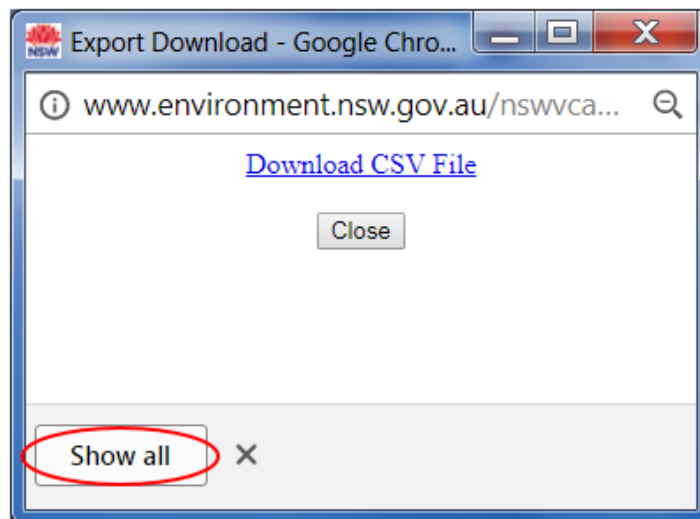 NSW
Export Download - Google Chro...
www.environment.nsw.gov.au/nswvca...
Download CSV File
Close
Show all